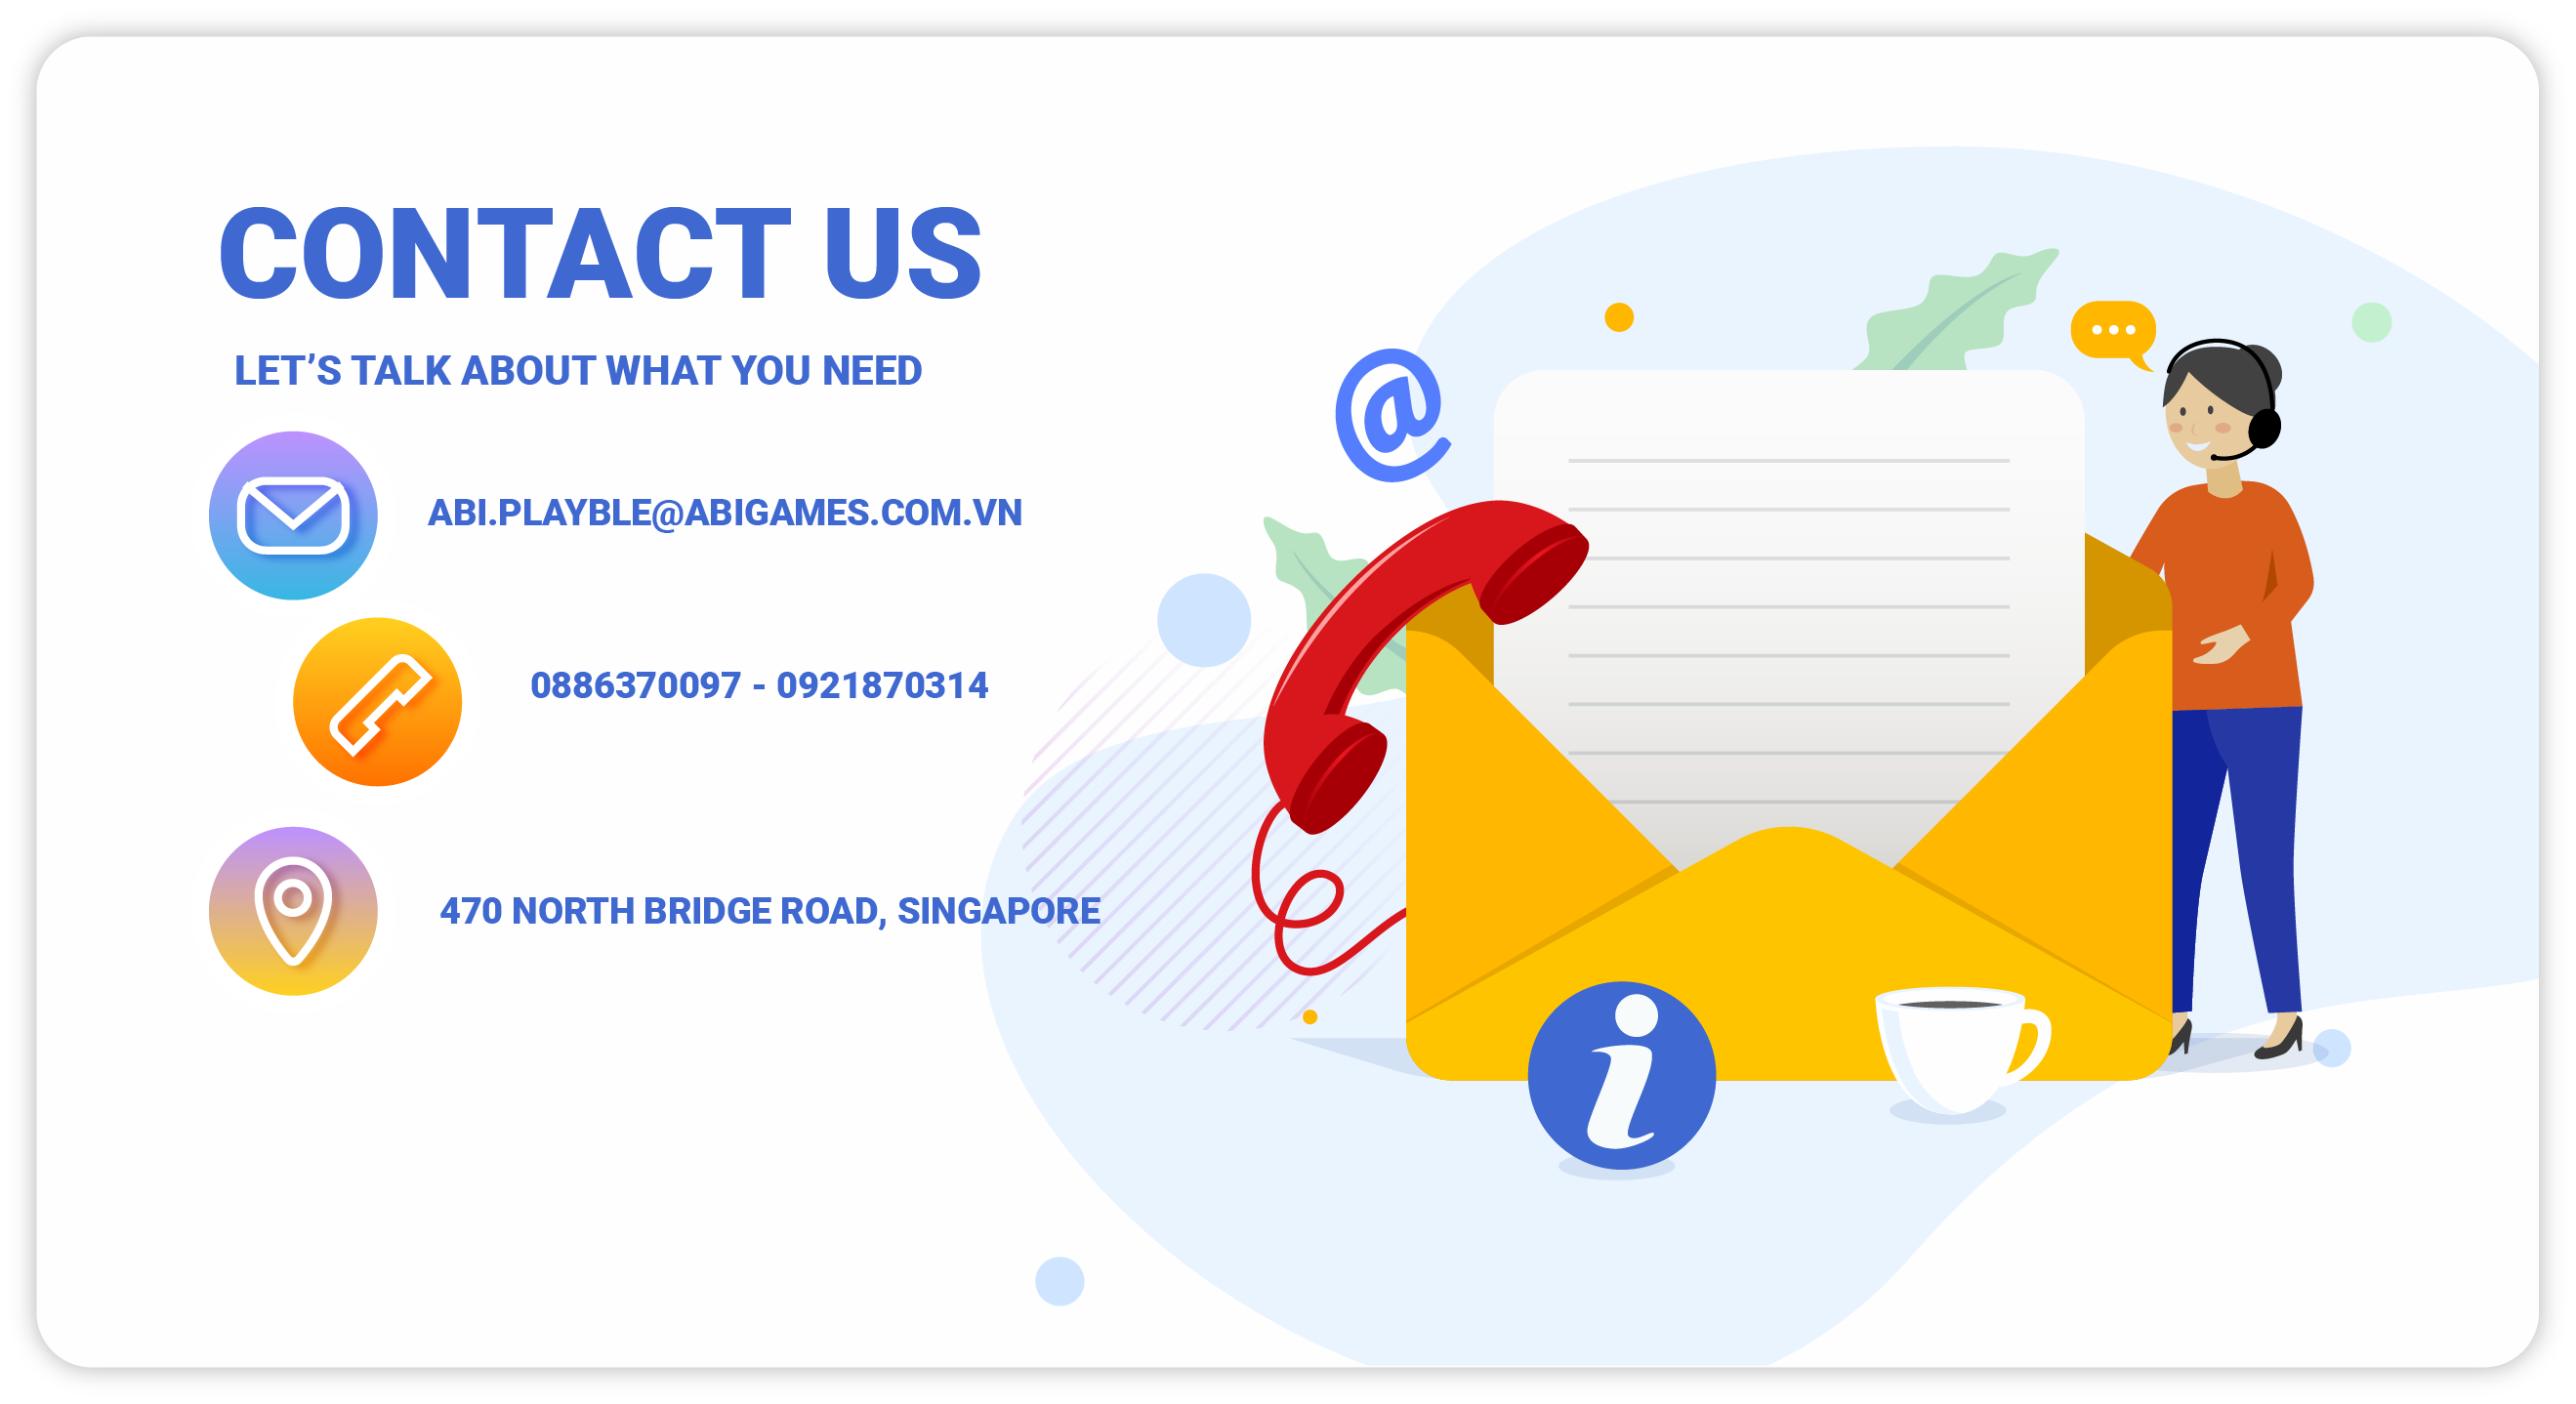 CONTACT US
LET’S TALK ABOUT WHAT YOU NEED
ABI.PLAYBLE@ABIGAMES.COM.VN
0886370097 - 0921870314
470 NORTH BRIDGE ROAD, SINGAPORE
@
i